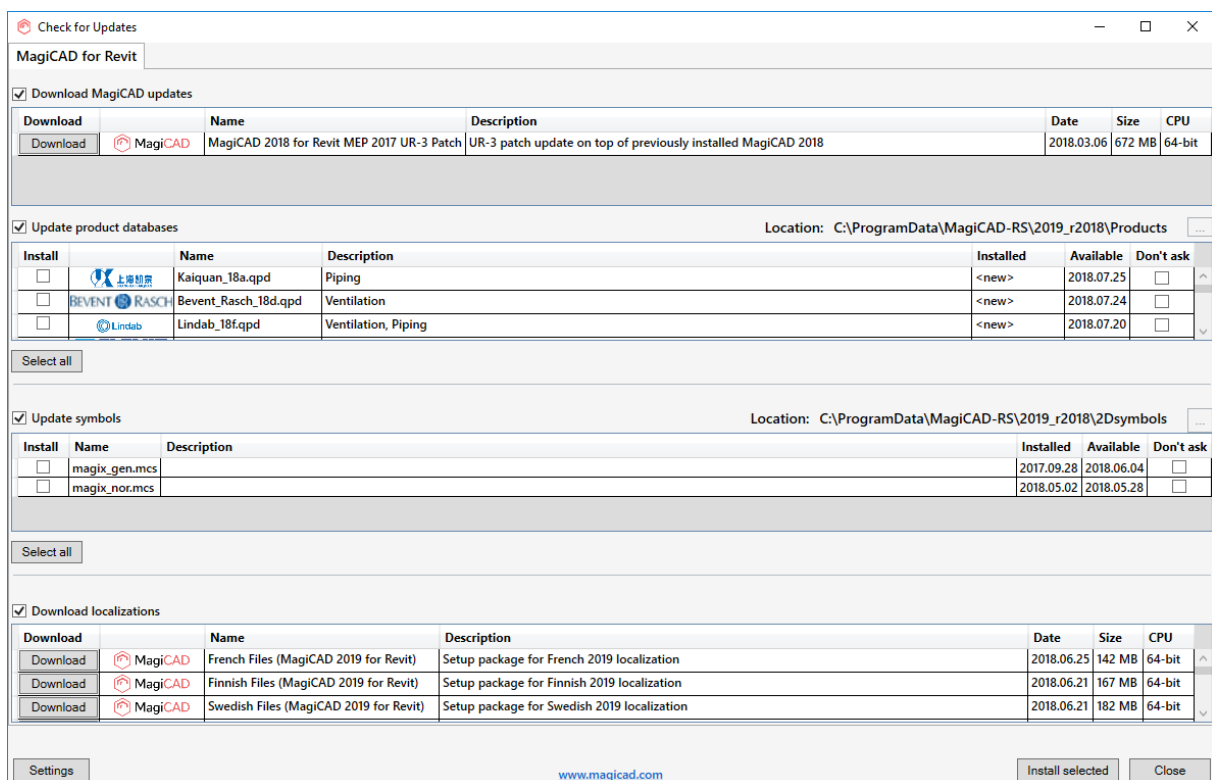 Check for Updates
MagiCAD for Revit
Download MagiCAD updates
Download Name Description Date Size CPU
Download MagiCAD MagiCAD 2018 for Revit MEP 2017 UR-3 Patch UR-3 patch update on top of previously installed MagiCAD 2018 2018.03.06 672 MB 64-bit
Update product databases Location: C:\ProgramData\MagiCAD-RS\2019_r2018\Products ...
Install Name Description Installed Available Don't ask
Kaiquan_18a.qpd Piping <new> 2018.07.25
BEVENT RASCH Bevent_Rasch_18d.qpd Ventilation <new> 2018.07.24
Lindab Lindab_18f.qpd Ventilation, Piping <new> 2018.07.20
Select all
Update symbols Location: C:\ProgramData\MagiCAD-RS\2019_r2018\2Dsymbols ...
Install Name Description Installed Available Don't ask
magix_gen.mcs 2017.09.28 2018.06.04
magix_nor.mcs 2018.05.02 2018.05.28
Select all
Download localizations
Download Name Description Date Size CPU
Download MagiCAD French Files (MagiCAD 2019 for Revit) Setup package for French 2019 localization 2018.06.25 142 MB 64-bit
Download MagiCAD Finnish Files (MagiCAD 2019 for Revit) Setup package for Finnish 2019 localization 2018.06.21 167 MB 64-bit
Download MagiCAD Swedish Files (MagiCAD 2019 for Revit) Setup package for Swedish 2019 localization 2018.06.21 182 MB 64-bit
Settings www.magicad.com Install selected Close